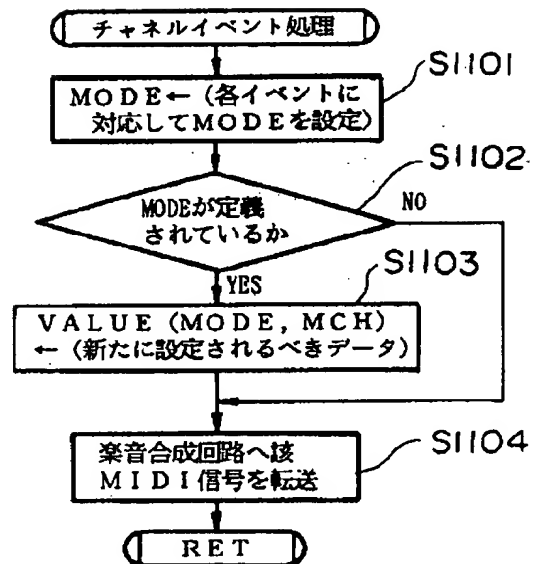 チャネルイベント処理
S1101
MODE←(各イベントに
対応してMODEを設定)
S1102
MODEが定義
されているか
NO
YES
S1103
VALUE(MODE,MCH)
←(新たに設定されるべきデータ)
S1104
楽音合成回路へ該
MIDI信号を転送
RET